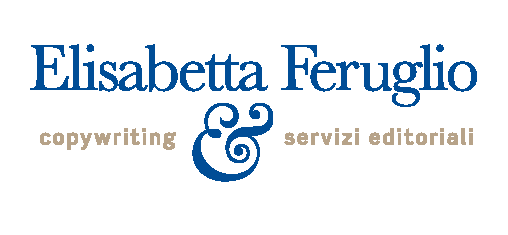 Elisabetta Feruglio
copywriting & servizi editoriali